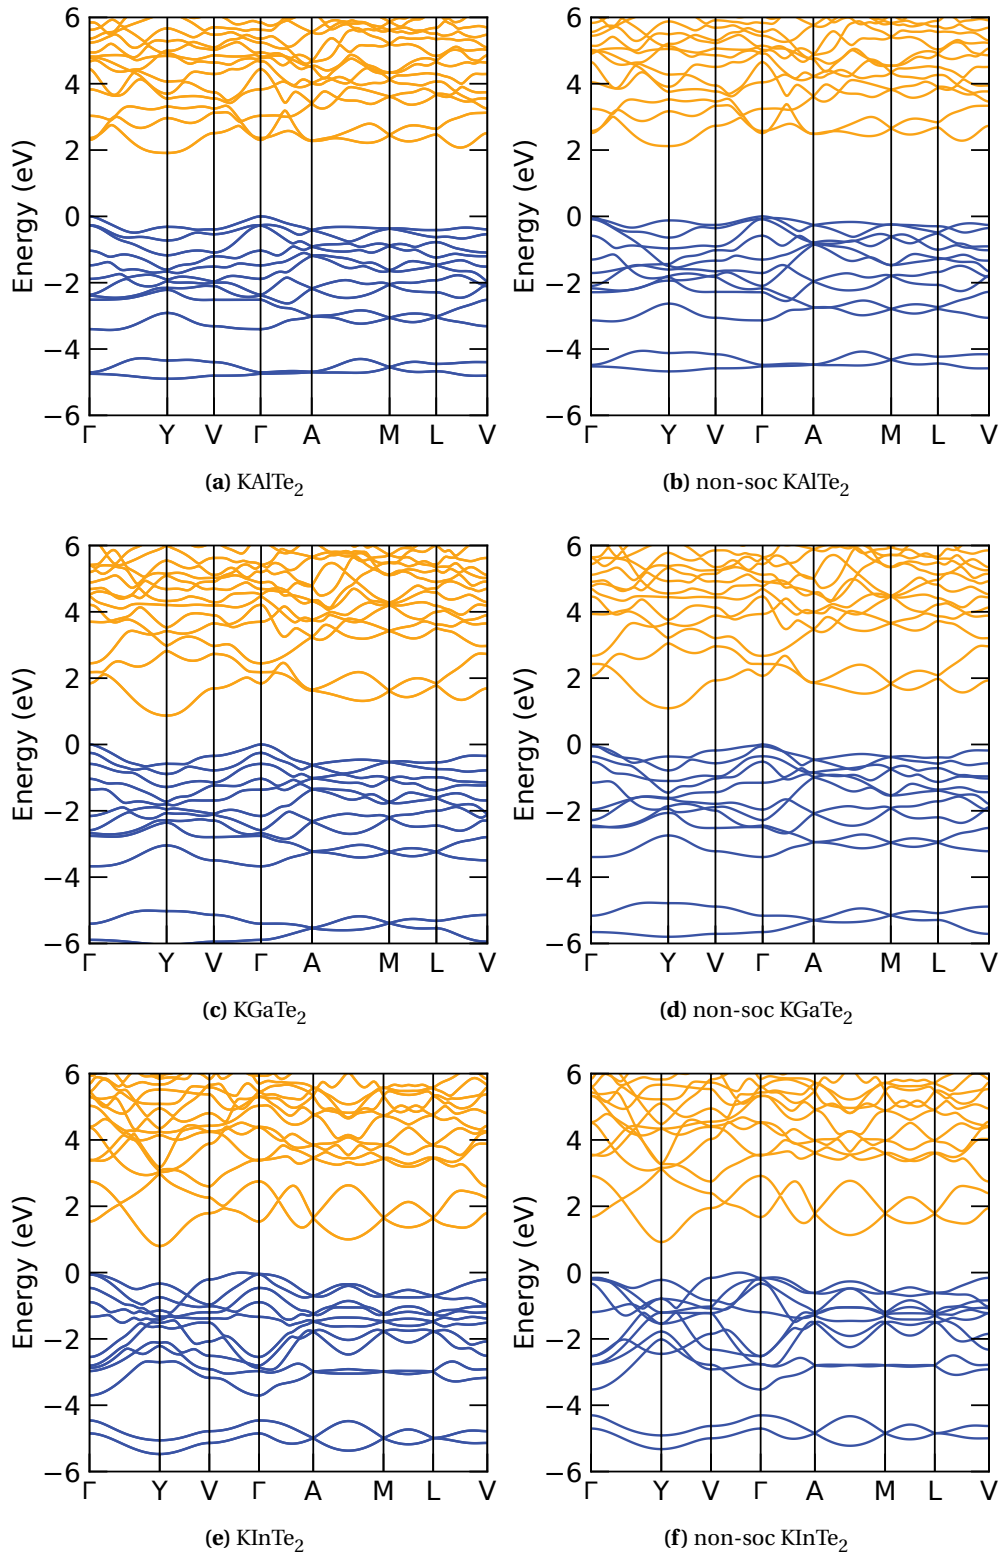 6
4
2
0
−2
−4
−6
Energy (eV)
Γ Y V Γ A M L V
(a) KAlTe2
6
4
2
0
−2
−4
−6
Energy (eV)
Γ Y V Γ A M L V
(b) non-soc KAlTe2
6
4
2
0
−2
−4
−6
Energy (eV)
Γ Y V Γ A M L V
(c) KGaTe2
6
4
2
0
−2
−4
−6
Energy (eV)
Γ Y V Γ A M L V
(d) non-soc KGaTe2
6
4
2
0
−2
−4
−6
Energy (eV)
Γ Y V Γ A M L V
(e) KInTe2
6
4
2
0
−2
−4
−6
Energy (eV)
Γ Y V Γ A M L V
(f) non-soc KInTe2